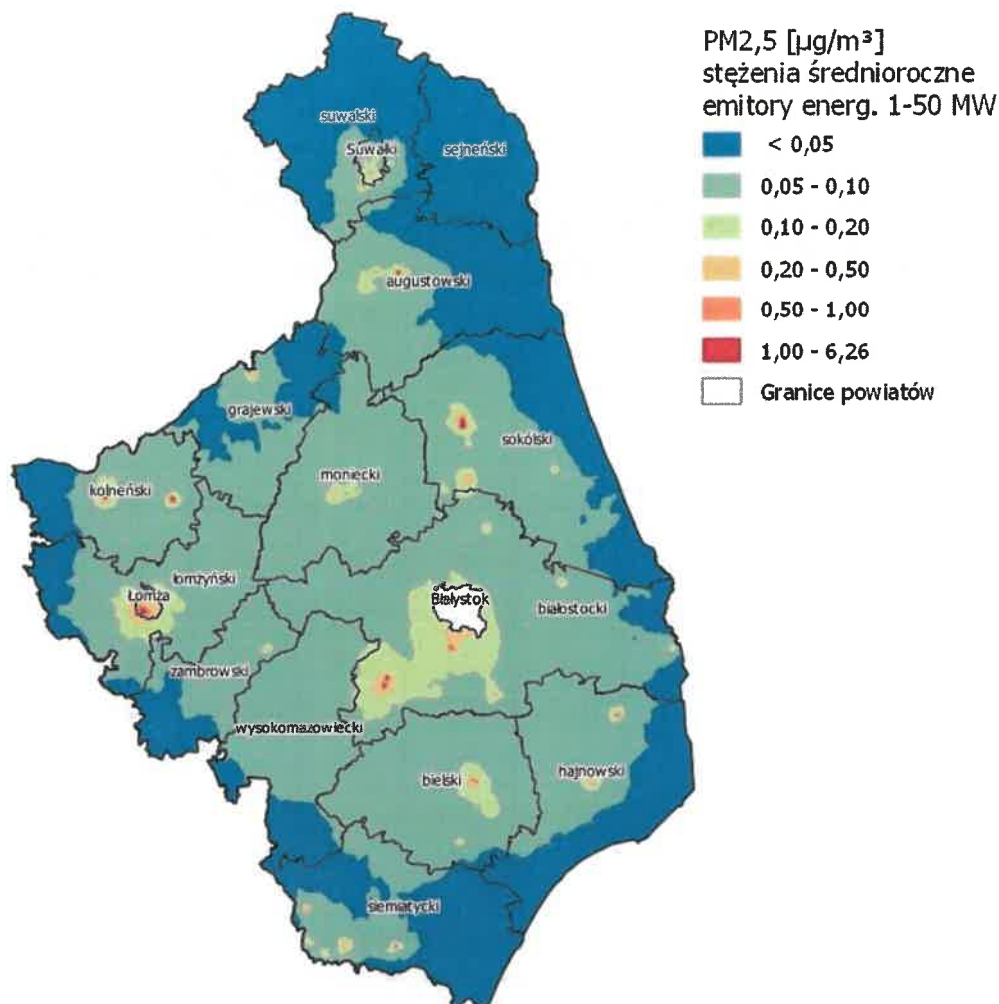 PM2,5 [µg/m³]
stężenia średnioroczne
emitory energ. 1-50 MW
< 0,05
0,05 - 0,10
0,10 - 0,20
0,20 - 0,50
0,50 - 1,00
1,00 - 6,26
Granice powiatów
suwalski
Suwałki
sejneński
augustowski
grajewski
sokólski
moniecki
kolneński
łomżyński
Łomża
Białystok
białostocki
zambrowski
wysokomazowiecki
bielski
hajnowski
siemiatycki